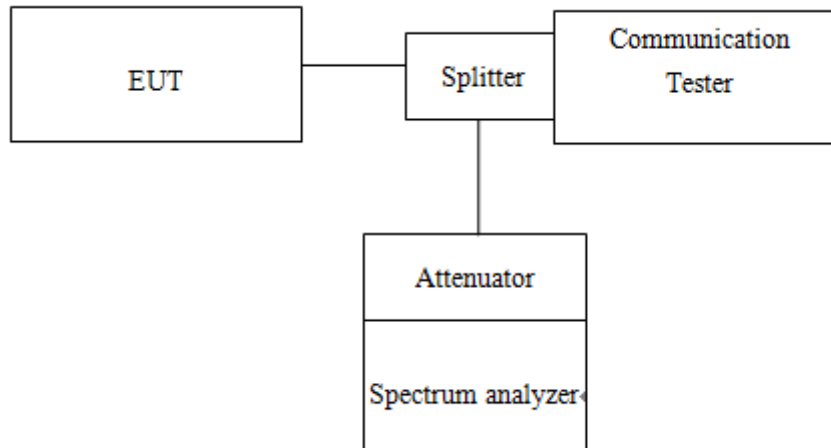 EUT
Splitter
Communication
Tester
Attenuator
Spectrum analyzer